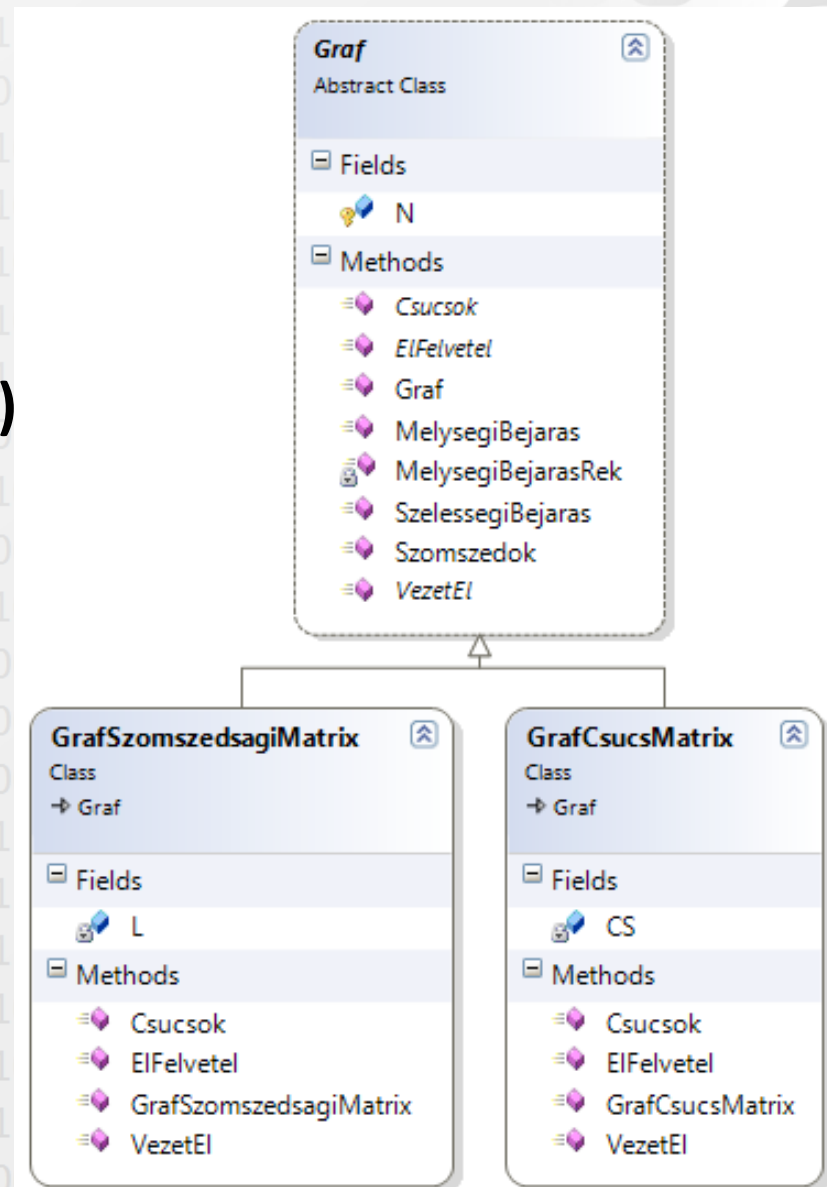 Graf
Abstract Class
Fields
N
Methods
Csucsok
ElFelvetel
Graf
MelysegiBejaras
MelysegiBejarasRek
SzelessegiBejaras
Szomszedok
VezetEl
)
GrafSzomszedsagiMatrix
Class
Graf
Fields
L
Methods
Csucsok
ElFelvetel
GrafSzomszedsagiMatrix
VezetEl
GrafCsucsMatrix
Class
Graf
Fields
CS
Methods
Csucsok
ElFelvetel
GrafCsucsMatrix
VezetEl